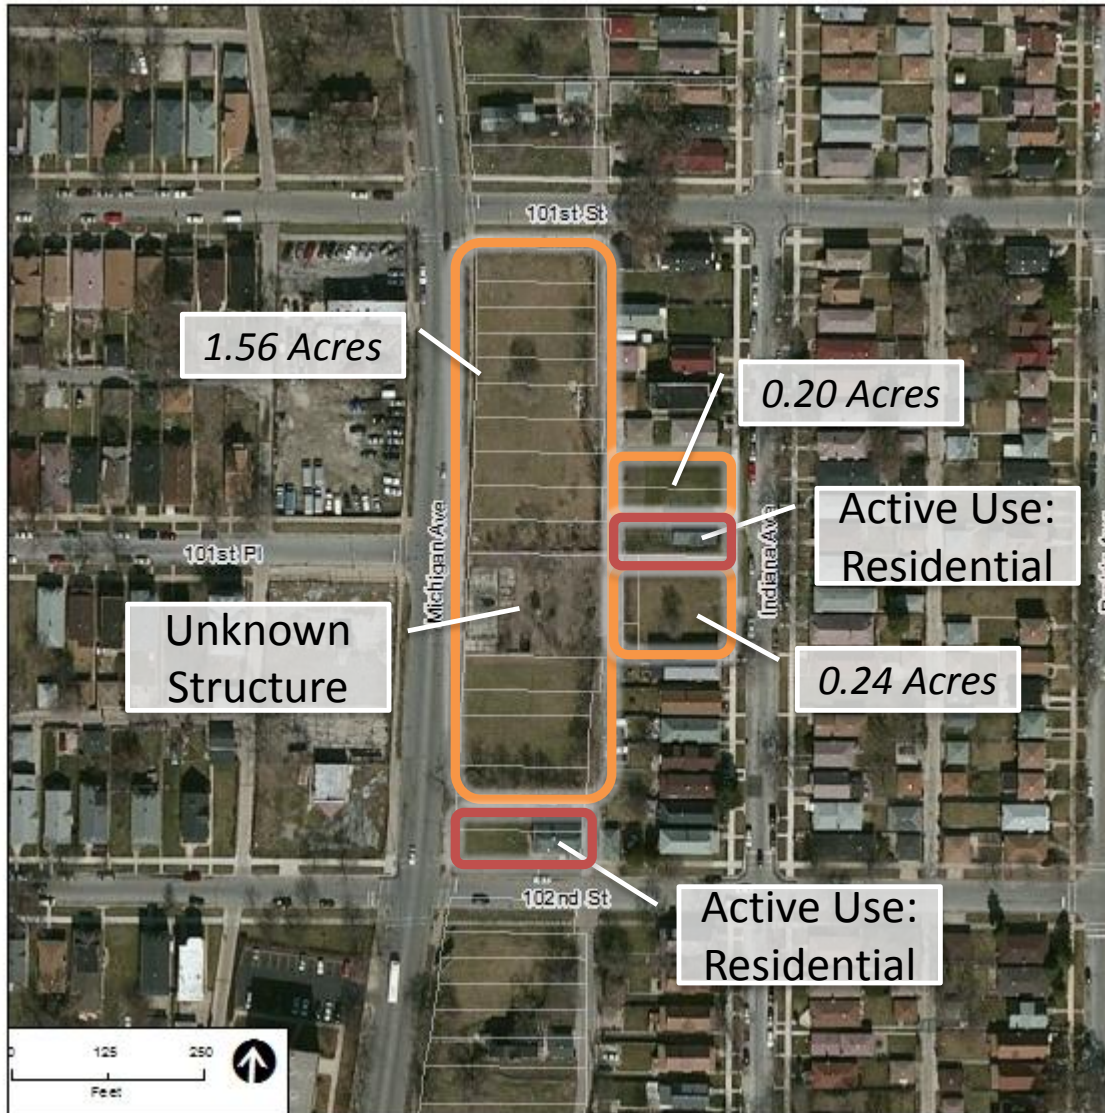 101st St
1.56 Acres
0.20 Acres
Active Use:
Residential
101st Pl
Michigan Ave
Indiana Ave
Unknown
Structure
0.24 Acres
102nd St
Active Use:
Residential
0 125 250
Feet